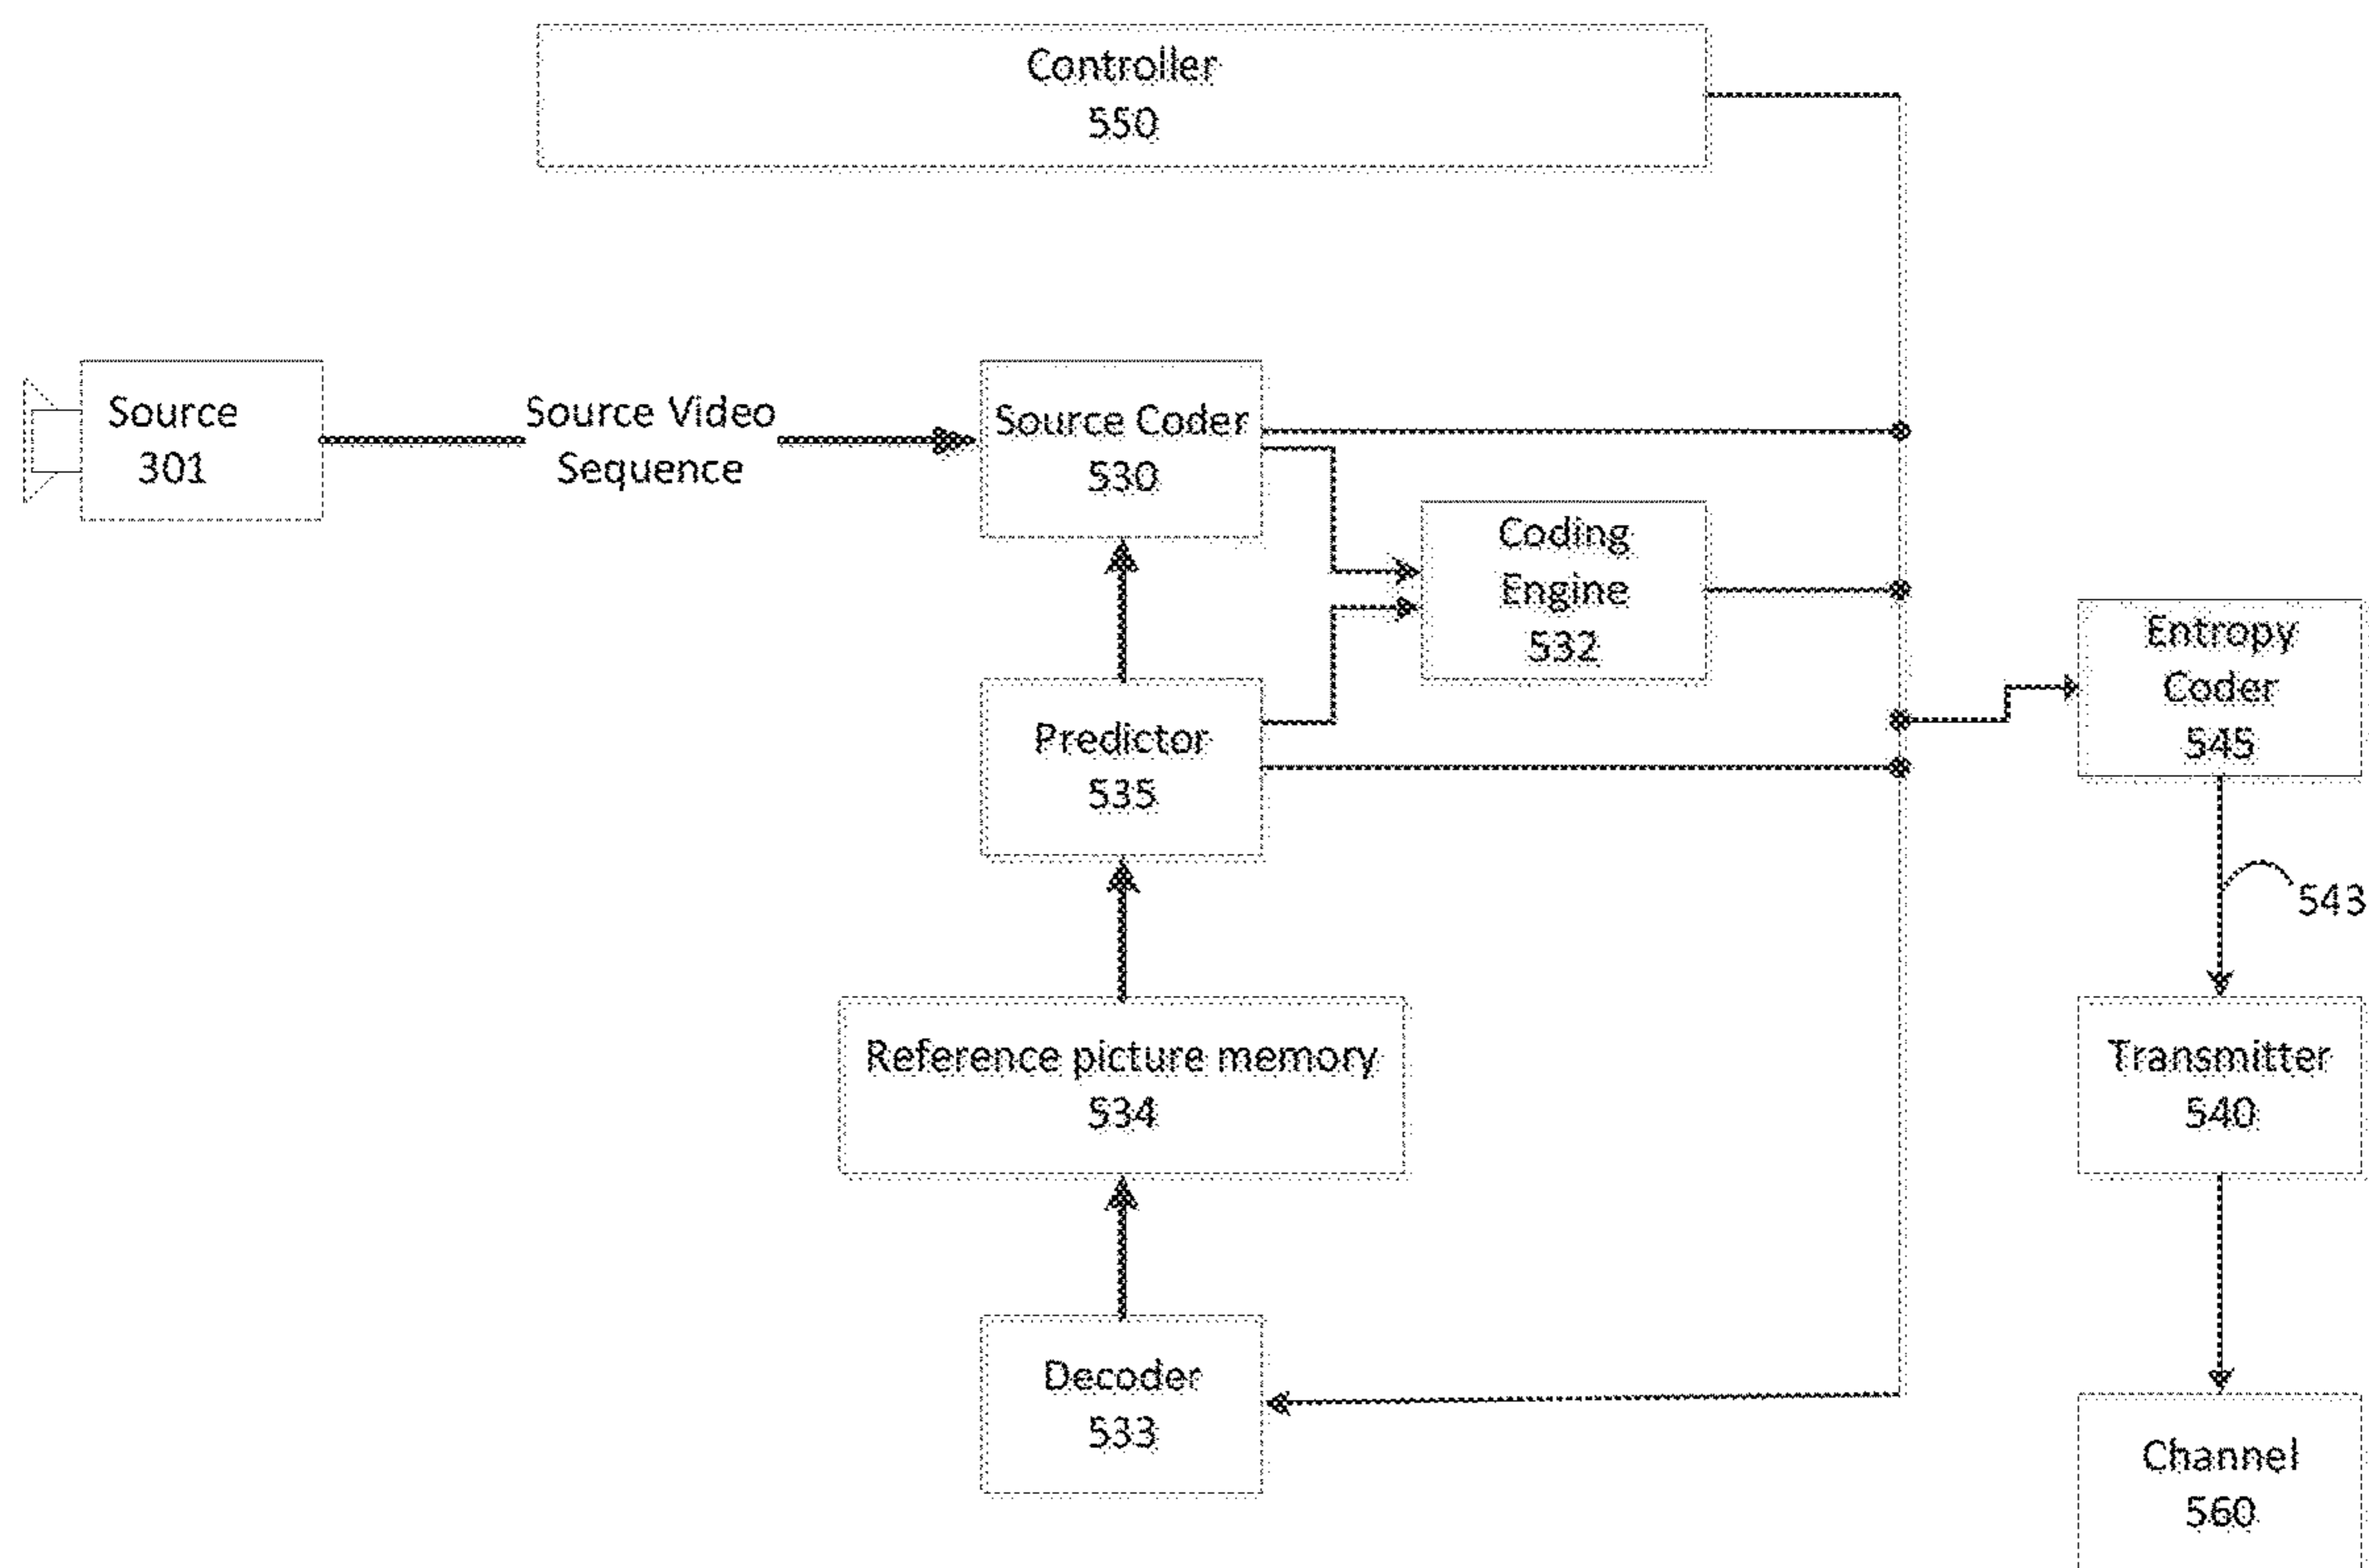 Controller
550
Source
301
Source Video
Sequence
Source Coder
530
Coding
Engine
532
Entropy
Coder
545
Predictor
535
543
Reference picture memory
534
Transmitter
540
Decoder
533
Channel
560